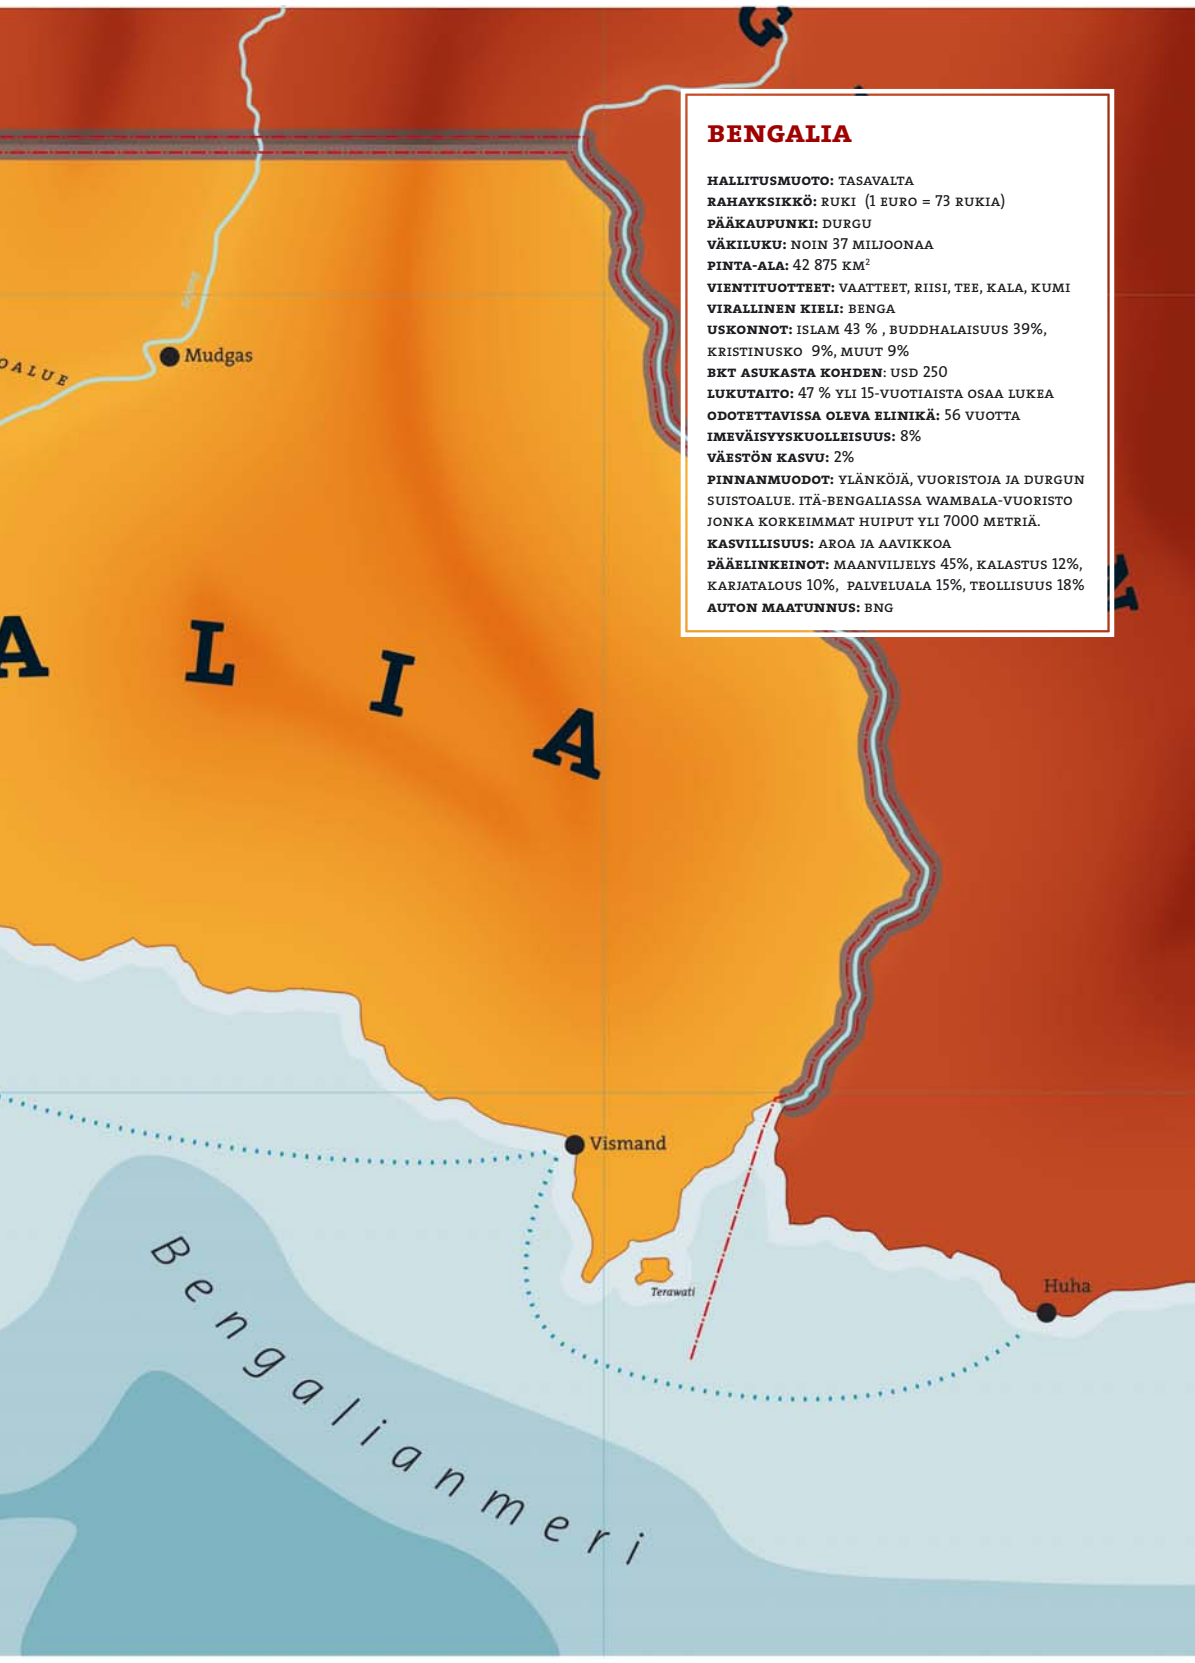 G
BENGALIA
HALLITUSMUOTO: TASAVALTA
RAHAYKSIKKÖ: RUKI (1 EURO = 73 RUKIA)
PÄÄKAUPUNKI: DURGU
VÄKILUKU: NOIN 37 MILJOONAA
PINTA-ALA: 42 875 KM²
VIENTITUOTTEET: VAATTEET, RIISI, TEE, KALA, KUMI
VIRALLINEN KIELI: BENGA
USKONNOT: ISLAM 43 % , BUDDHALAISUUS 39%,
KRISTINUSKO 9%, MUUT 9%
BKT ASUKASTA KOHDEN: USD 250
LUKUTAITO: 47 % YLI 15-VUOTIAISTA OSAA LUKEA
ODOTETTAVISSA OLEVA ELINIKÄ: 56 VUOTTA
IMEVÄISYYSKUOLLEISUUS: 8%
VÄESTÖN KASVU: 2%
PINNANMUODOT: YLÄNKÖJÄ, VUORISTOJA JA DURGUN
SUISTOALUE. ITÄ-BENGALIASSA WAMBALA-VUORISTO
JONKA KORKEIMMAT HUIPUT YLI 7000 METRIÄ.
KASVILLISUUS: AROA JA AAVIKKOA
PÄÄELINKEINOT: MAANVILJELYS 45%, KALASTUS 12%,
KARJATALOUS 10%, PALVELUALA 15%, TEOLLISUUS 18%
AUTON MAATUNNUS: BNG
Mudgas
OALUE
N
A L I A
Vismand
Terawati
Huha
Bengalianmeri